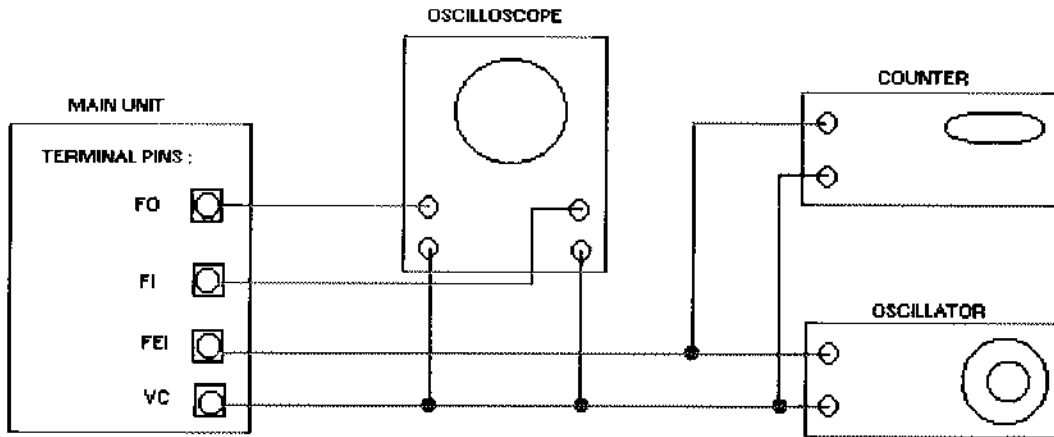 OSCILLOSCOPE
COUNTER
MAIN UNIT
TERMINAL PINS :
FO
FI
FEI
VC
OSCILLATOR